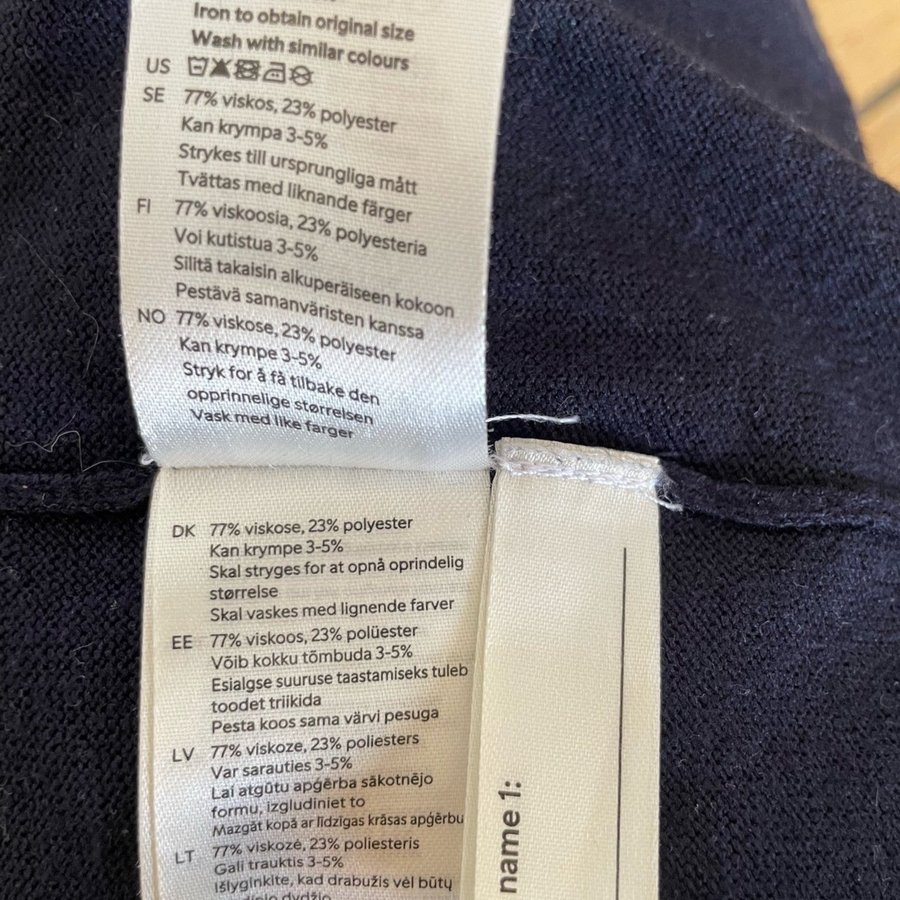 Iron to obtain original size
Wash with similar colours
US
SE 77% viskos, 23% polyester
Kan krympa 3-5%
Strykes till ursprungliga mått
Tvättas med liknande färger
FI 77% viskoosia, 23% polyesteria
Voi kutistua 3-5%
Silitä takaisin alkuperäiseen kokoon
Pestävä samanväristen kanssa
NO 77% viskose, 23% polyester
Kan krympe 3-5%
Stryk for å få tilbake den
opprinnelige størrelsen
Vask med like farger
DK 77% viskose, 23% polyester
Kan krympe 3-5%
Skal stryges for at opnå oprindelig
størrelse
Skal vaskes med lignende farver
EE 77% viskoos, 23% polüester
Võib kokku tõmbuda 3-5%
Esialgse suuruse taastamiseks tuleb
toodet triikida
Pesta koos sama värvi pesuga
LV 77% viskoze, 23% poliesters
Var sarauties 3-5%
Lai atgūtu apģērba sākotnējo
formu, izgludiniet to
Mazgāt kopā ar līdzīgas krāsas apģērbu
LT 77% viskozė, 23% poliesteris
Gali trauktis 3-5%
Išlyginkite, kad drabužis vėl būtų
name 1: